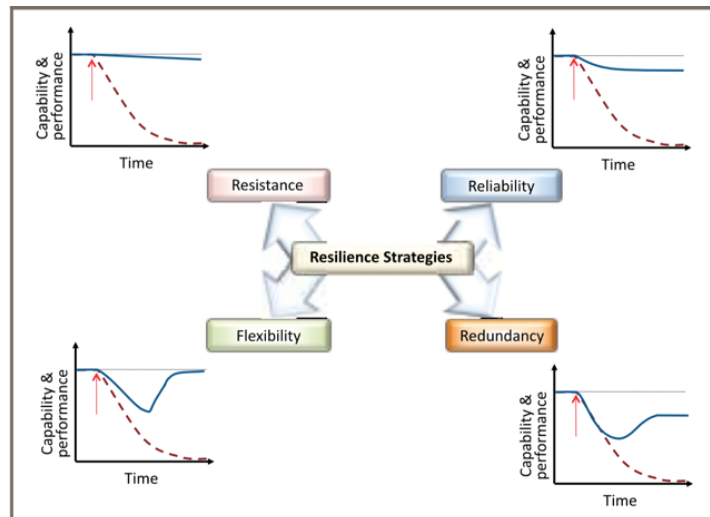 Capability &
performance
Time
Capability &
performance
Time
Resistance
Reliability
Resilience Strategies
Flexibility
Redundancy
Capability &
performance
Time
Capability &
performance
Time